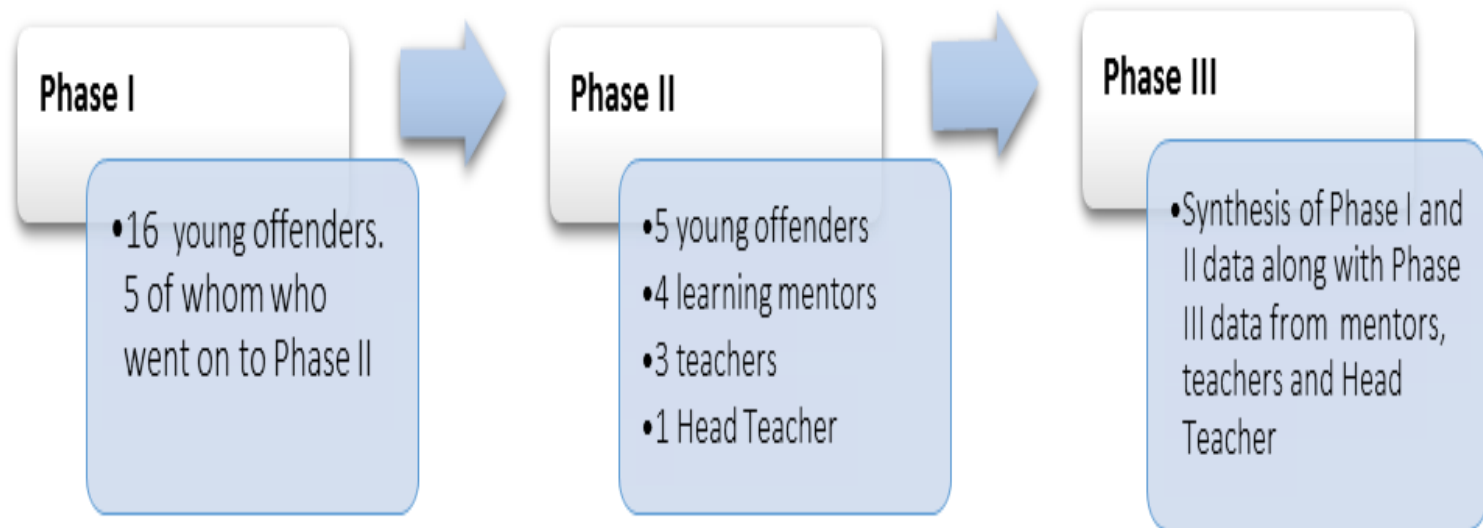 Phase I
•16 young offenders.
5 of whom who
went on to Phase II
Phase II
•5 young offenders
•4 learning mentors
•3 teachers
•1 Head Teacher
Phase III
•Synthesis of Phase I and
II data along with Phase
III data from mentors,
teachers and Head
Teacher